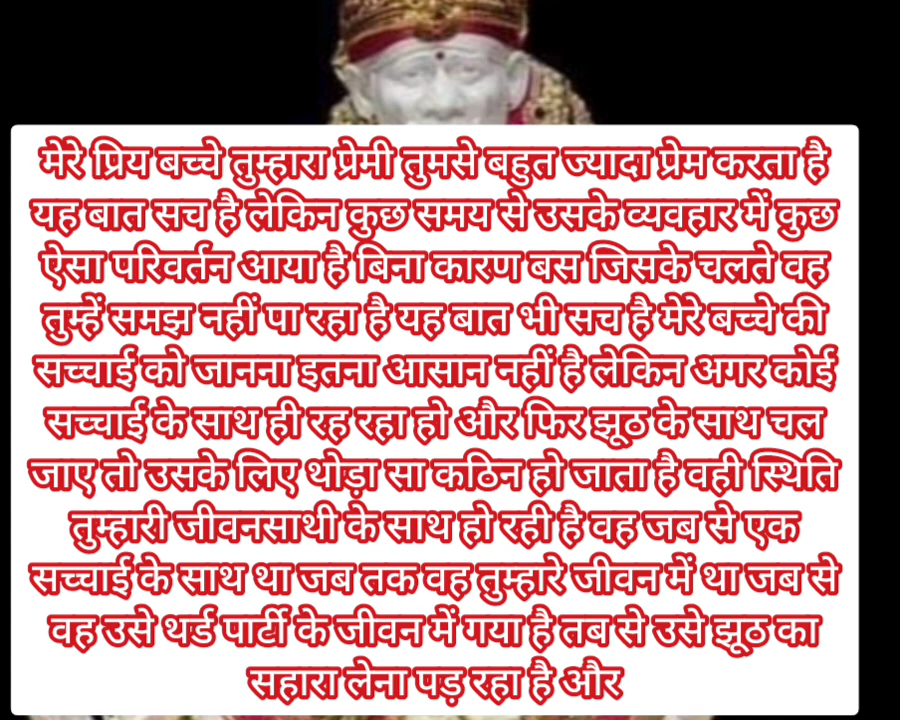 मेरे प्रिय बच्चे तुम्हारा प्रेमी तुमसे बहुत ज्यादा प्रेम करता है
यह बात सच है लेकिन कुछ समय से उसके व्यवहार में कुछ
ऐसा परिवर्तन आया है बिना कारण बस जिसके चलते वह
तुम्हें समझ नहीं पा रहा है यह बात भी सच है मेरे बच्चे की
सच्चाई को जानना इतना आसान नहीं है लेकिन अगर कोई
सच्चाई के साथ ही रह रहा हो और फिर झूठ के साथ चल
जाए तो उसके लिए थोड़ा सा कठिन हो जाता है वही स्थिति
तुम्हारी जीवनसाथी के साथ हो रही है वह जब से एक
सच्चाई के साथ था जब तक वह तुम्हारे जीवन में था जब से
वह उसे थर्ड पार्टी के जीवन में गया है तब से उसे झूठ का
सहारा लेना पड़ रहा है और